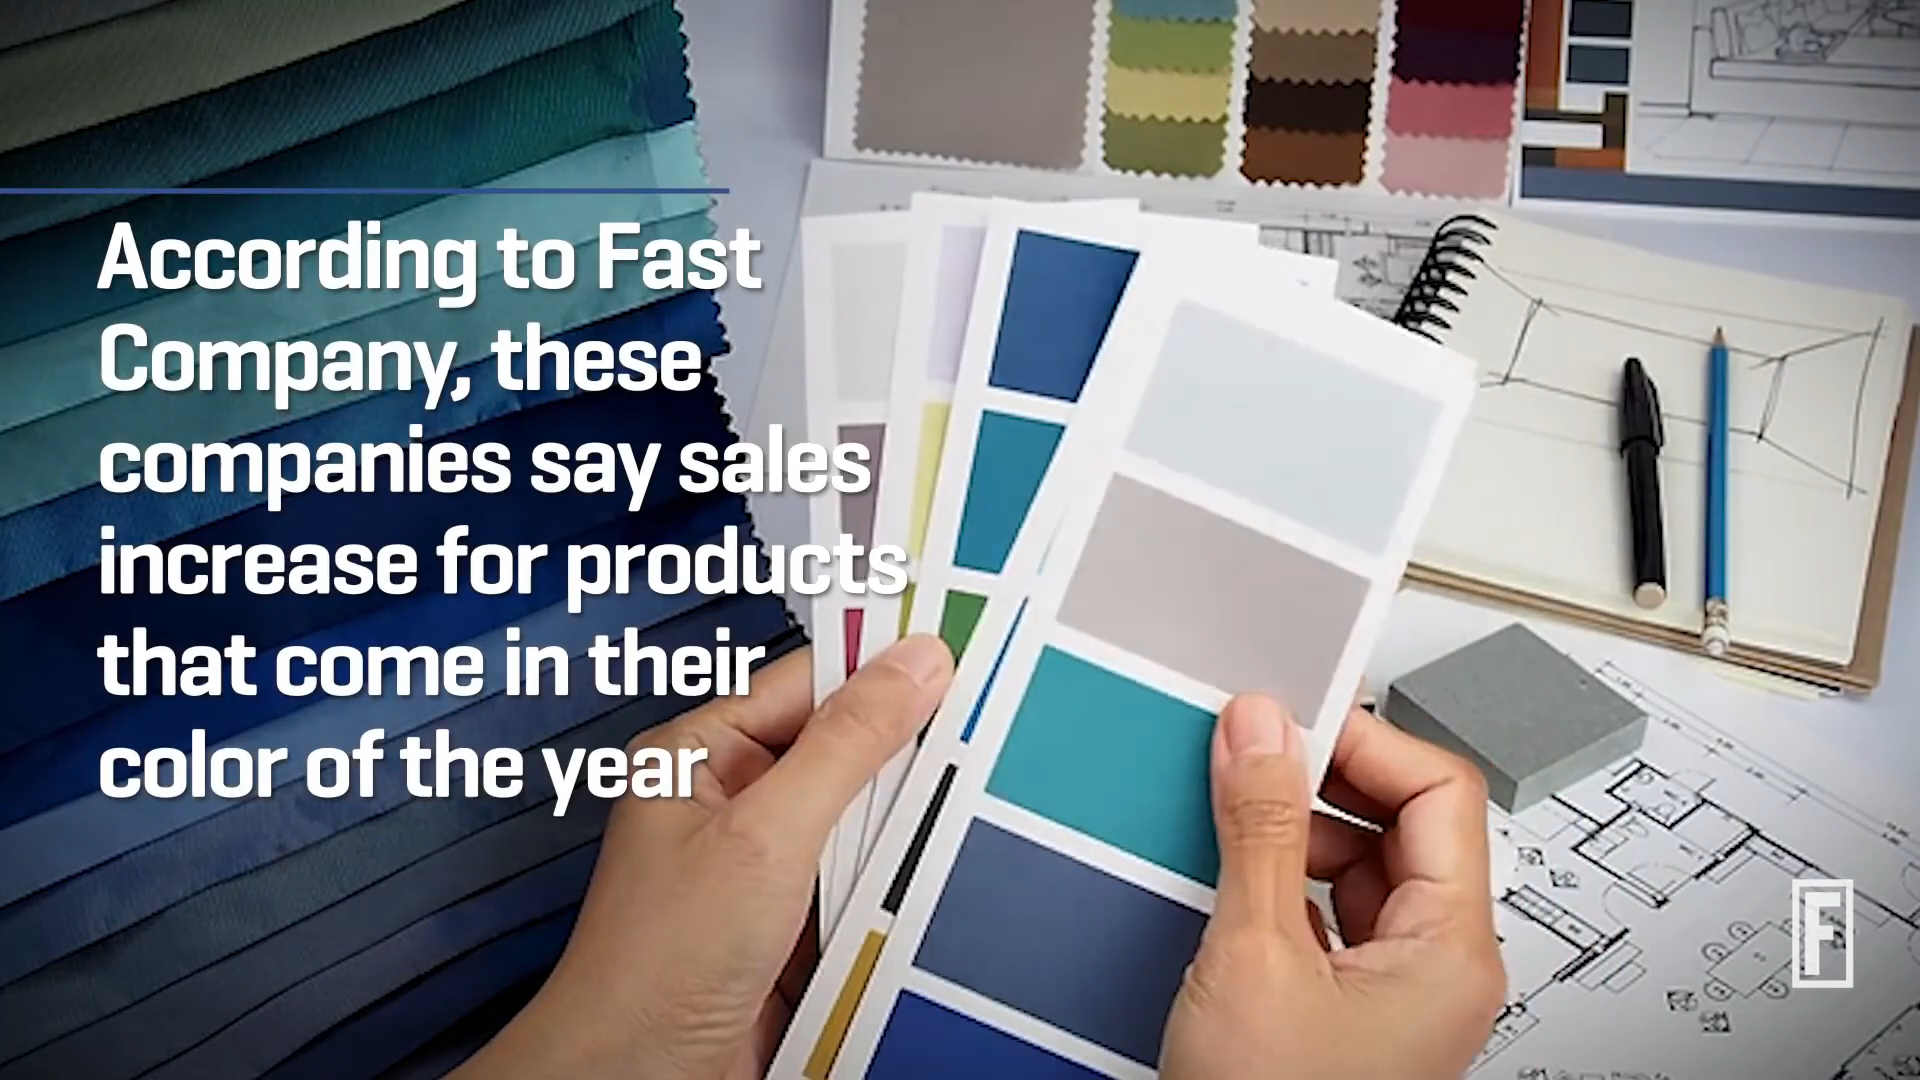 According to Fast
Company, these
companies say sales
increase for products
that come in their
color of the year
F